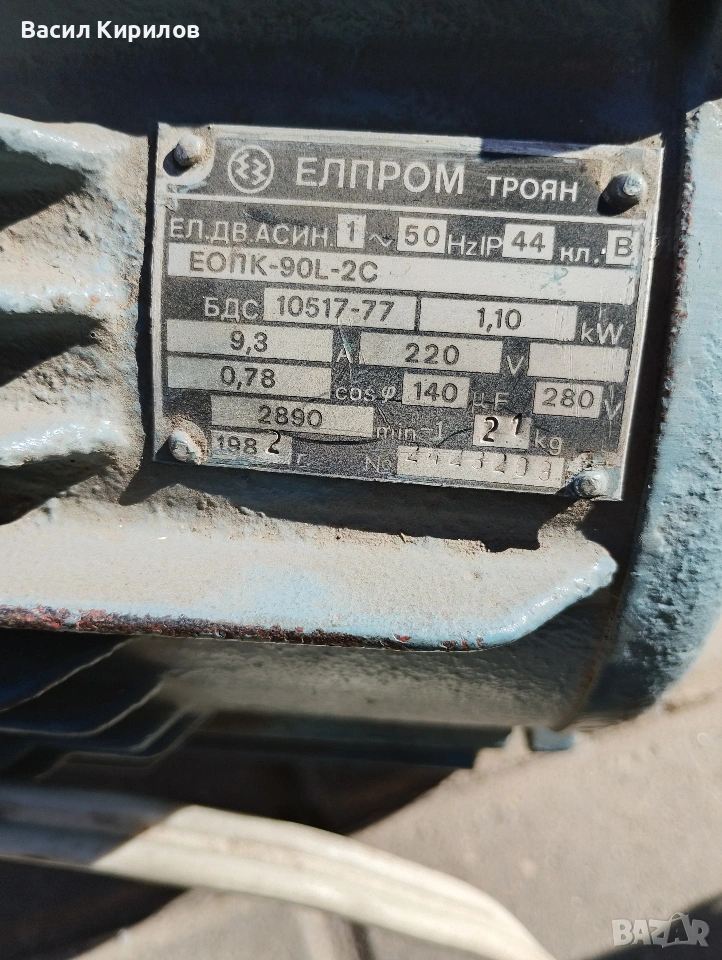 Васил Кирилов
ЕЛПРОМ ТРОЯН
ЕЛ.ДВ.АСИН. 1 ~ 50 Hz IP 44 кл.: В
ЕОПК-90L-2С
БДС 10517-77 1,10 kW
9,3 A 220 V
0,78 cos φ 140 μF 280 V
2890 min-1 21 kg
1982 г №
BAZAR